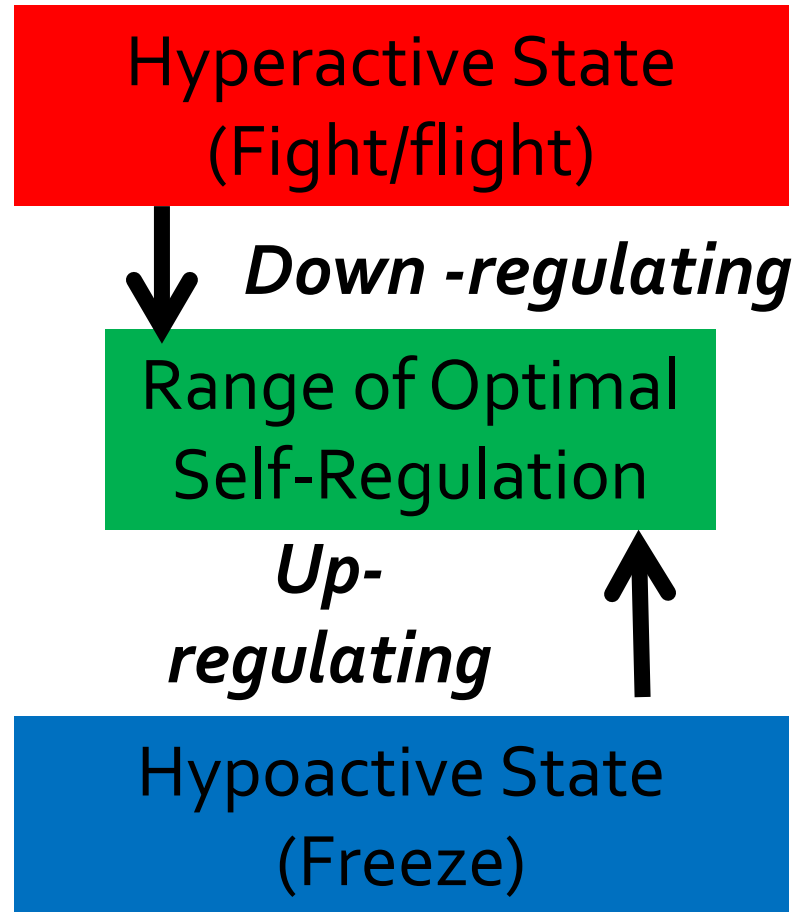 Hyperactive State
(Fight/flight)
Down -regulating
Range of Optimal
Self-Regulation
Up-
regulating
Hypoactive State
(Freeze)